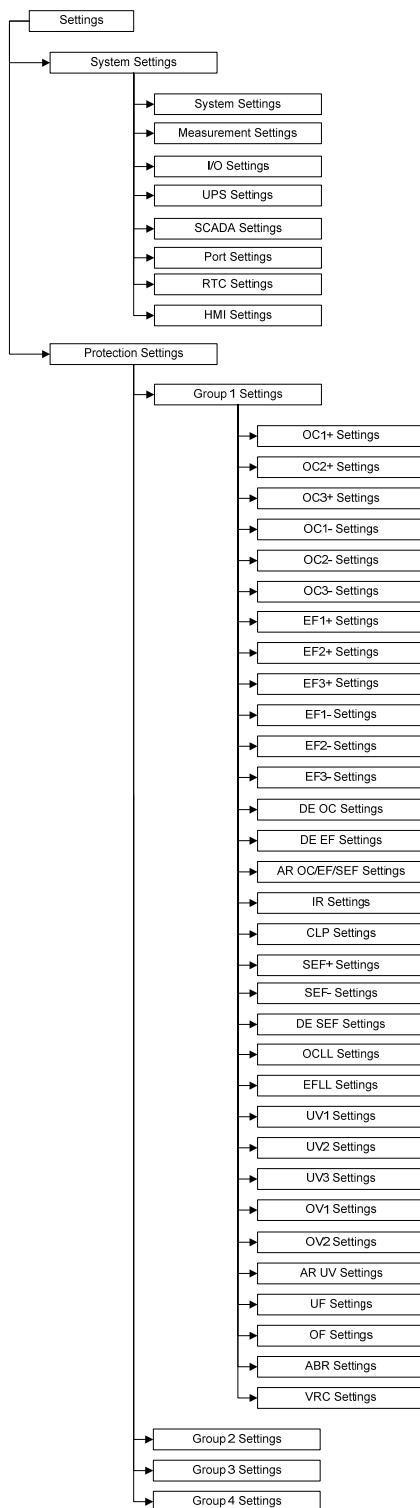 Settings
System Settings
System Settings
Measurement Settings
I/O Settings
UPS Settings
SCADA Settings
Port Settings
RTC Settings
HMI Settings
Protection Settings
Group 1 Settings
OC1+ Settings
OC2+ Settings
OC3+ Settings
OC1- Settings
OC2- Settings
OC3- Settings
EF1+ Settings
EF2+ Settings
EF3+ Settings
EF1- Settings
EF2- Settings
EF3- Settings
DE OC Settings
DE EF Settings
AR OC/EF/SEF Settings
IR Settings
CLP Settings
SEF+ Settings
SEF- Settings
DE SEF Settings
OCLL Settings
EFLL Settings
UV1 Settings
UV2 Settings
UV3 Settings
OV1 Settings
OV2 Settings
AR UV Settings
UF Settings
OF Settings
ABR Settings
VRC Settings
Group 2 Settings
Group 3 Settings
Group 4 Settings